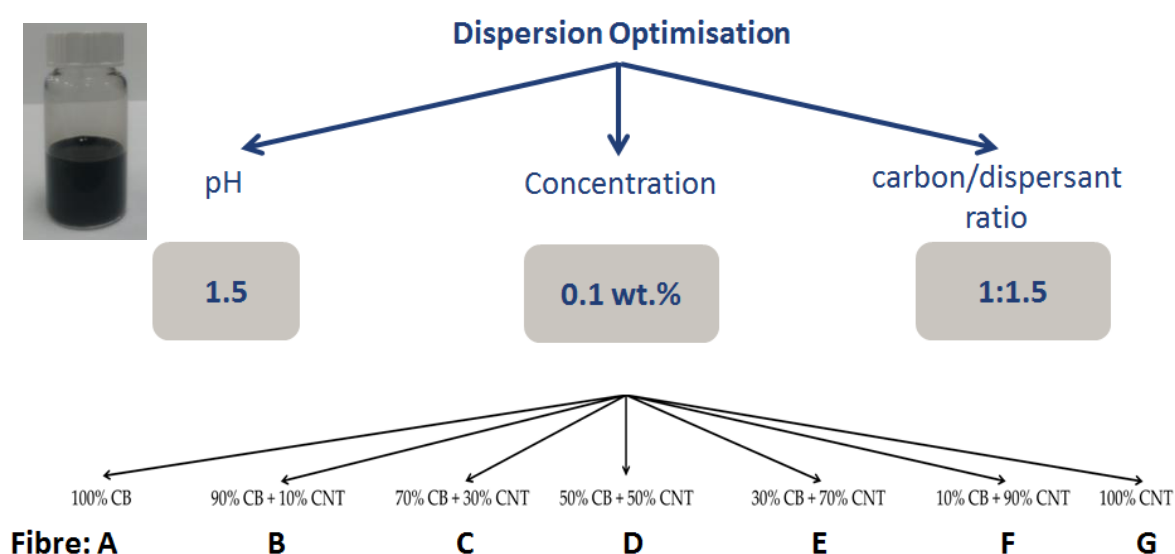 Dispersion Optimisation
pH
Concentration
carbon/dispersant
ratio
1.5
0.1 wt.%
1:1.5
100% CB
90% CB + 10% CNT
70% CB + 30% CNT
50% CB + 50% CNT
30% CB + 70% CNT
10% CB + 90% CNT
100% CNT
Fibre: A
B
C
D
E
F
G